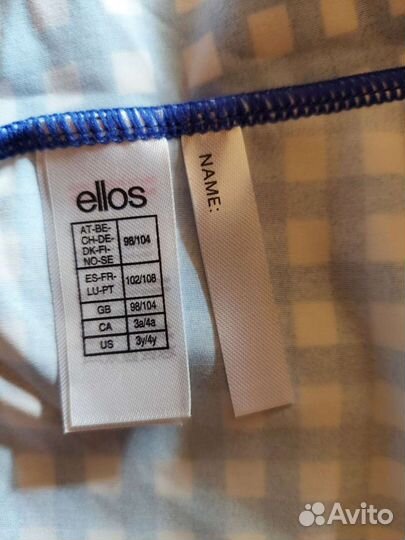 ellos
AT-BE-
CH-DE-
DK-FI-
NO-SE
98/104
ES-FR-
LU-PT
102/108
GB 98/104
CA 3a/4a
US 3y/4y
NAME:
Avito